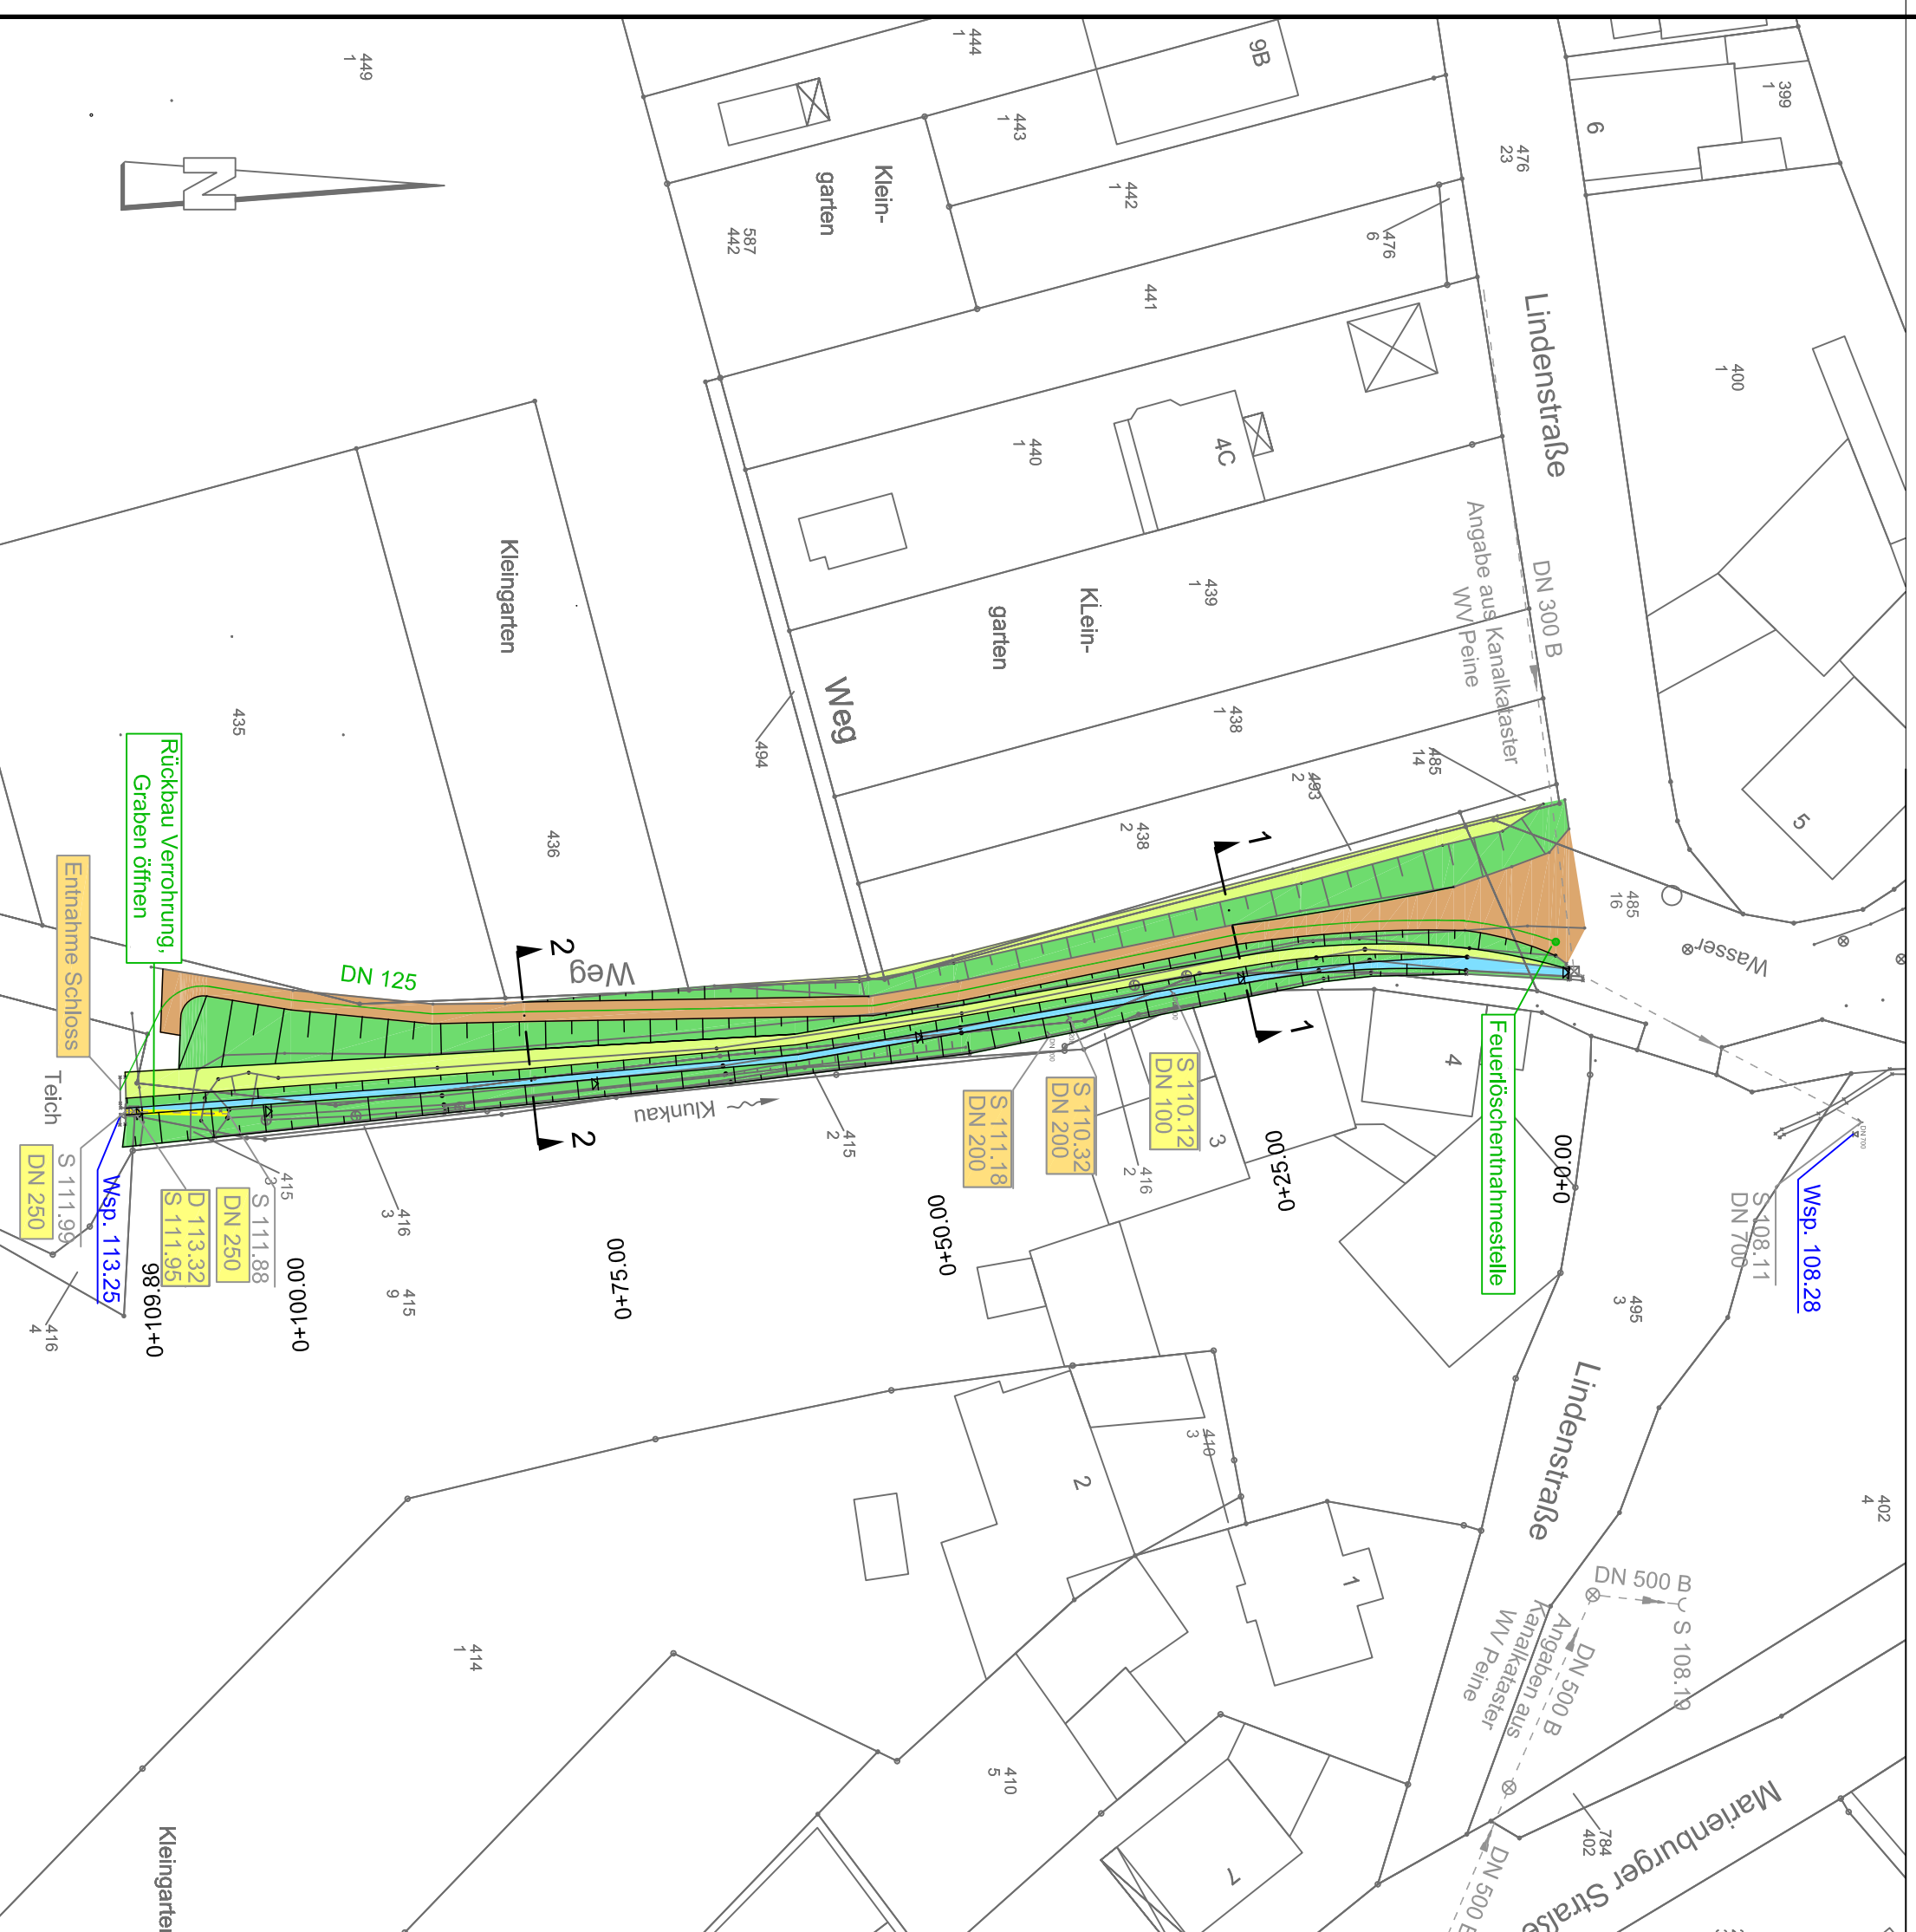 449
1
444
1
9B
399
1
6
443
1
476
23
Klein-
garten
442
1
587
442
476
6
N
441
Lindenstraße
400
1
440
1
4C
Kleingarten
439
1
KLein-
garten
DN 300 B
Angabe aus Kanalkataster
WV Peine
435
494
Weg
438
1
485
14
493
2
5
436
438
2
1
485
16
Wasser
Rückbau Verrohrung,
Graben öffnen
Entnahme Schloss
DN 125
2
Weg
1
Teich
2
Klunkau
415
2
S 111.18
DN 200
S 110.32
DN 200
S 110.12
DN 100
416
2
3
4
Feuerlöschentnahmestelle
0+0.00
0+25.00
0+50.00
0+75.00
0+100.00
0+109.86
DN 700
S 108.11
DN 700
Wsp. 108.28
S 111.99
DN 250
Wsp. 113.25
D 113.32
S 111.95
S 111.88
DN 250
415
3
416
3
415
9
416
4
495
3
Lindenstraße
410
3
2
1
402
4
DN 500 B
S 108.19
DN 500 B
Angaben aus
Kanalkataster
WV Peine
414
1
410
5
7
784
402
Marienburger Straße
DN 500 B
Kleingarten